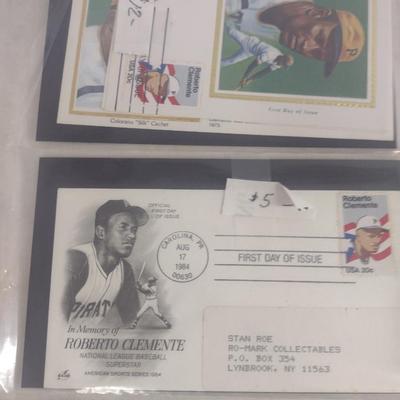 12-
Roberto
Clemente
USA 20c
Colorano "Silk" Cachet
First Day of Issue
1973
$5-
OFFICIAL
FIRST DAY
OF ISSUE
CAROLINA, PR
AUG
17
1984
00630
FIRST DAY OF ISSUE
Roberto
Clemente
USA 20c
PIRAT
In Memory of
ROBERTO CLEMENTE
NATIONAL LEAGUE BASEBALL
SUPERSTAR
AMERICAN SPORTS SERIES 1984
STAN ROE
RO-MARK COLLECTABLES
P.O. BOX 354
LYNBROOK, NY 11563